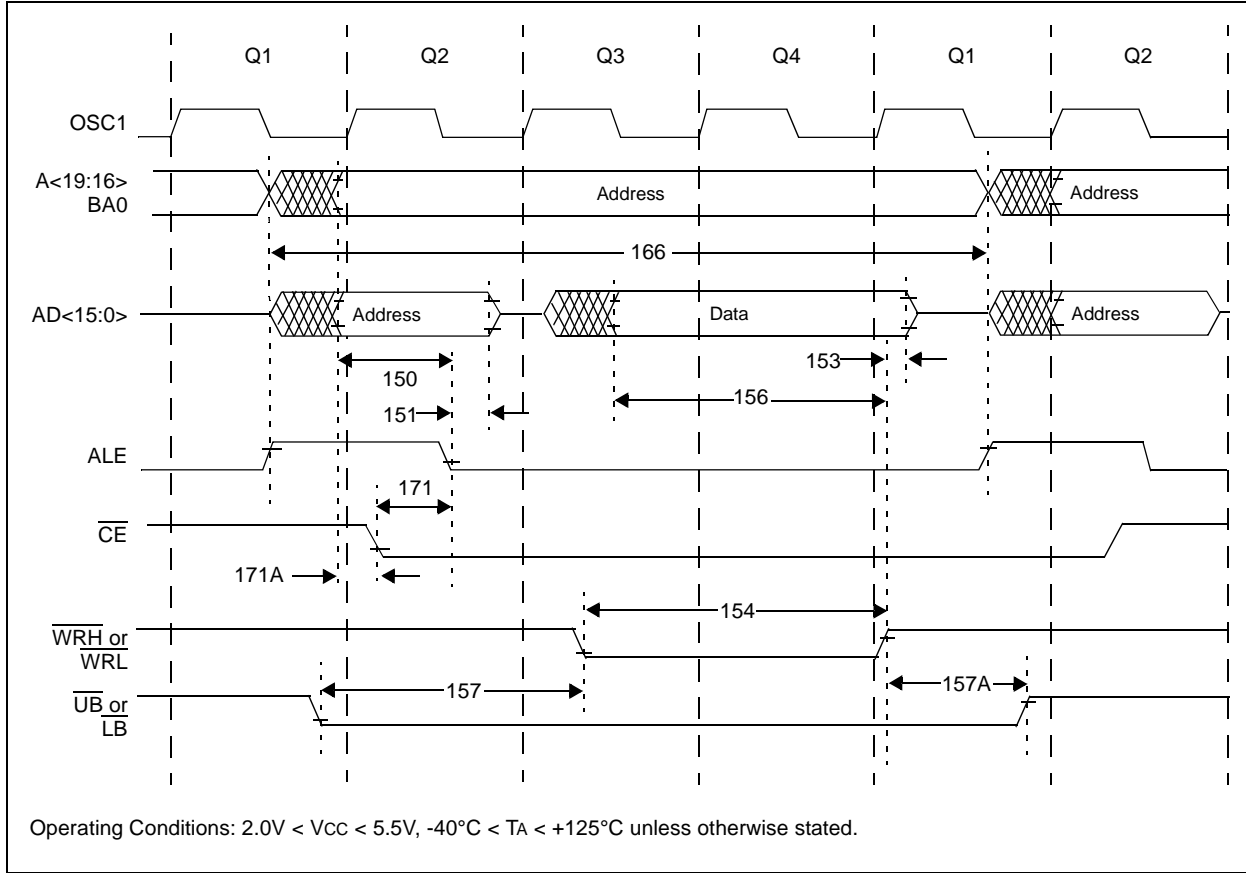 Q1 Q2 Q3 Q4 Q1 Q2
OSC1
A<19:16>
BA0
Address
Address
166
AD<15:0>
Address
Data
Address
150
153
156
151
ALE
171
CE
171A
154
WRH or
WRL
157
157A
UB or
LB
Operating Conditions: 2.0V < VCC < 5.5V, -40°C < TA < +125°C unless otherwise stated.